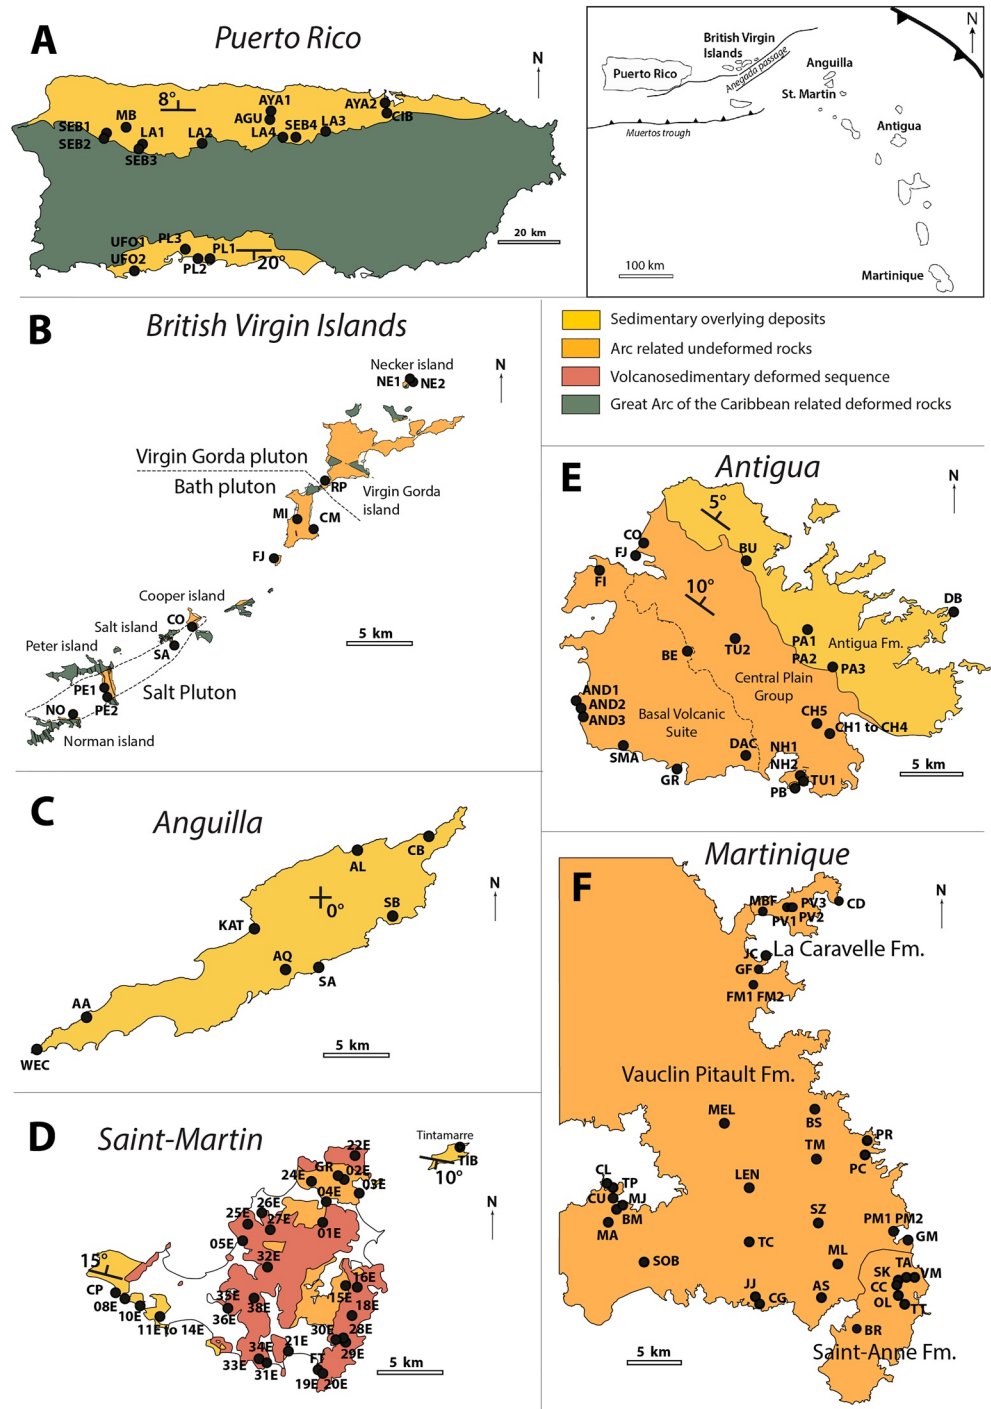 A
Puerto Rico
N
8°
AYA1
AYA2
MB
AGU
CIB
SEB1
LA1
LA2
LA4
SEB4
LA3
SEB2
SEB3
20 km
UFO1
PL3
PL1
UFO2
PL2
20°
N
British Virgin
Islands
Anegada passage
Puerto Rico
Anguilla
St. Martin
Muertos trough
Antigua
100 km
Martinique
Sedimentary overlying deposits
Arc related undeformed rocks
Volcanosedimentary deformed sequence
Great Arc of the Caribbean related deformed rocks
B
British Virgin Islands
Necker island
NE1
NE2
N
Virgin Gorda pluton
Bath pluton
RP
Virgin Gorda
island
MI
CM
FJ
Cooper island
CO
Salt island
SA
5 km
Peter island
PE1
Salt Pluton
NO
PE2
Norman island
C
Anguilla
CB
AL
N
0°
SB
KAT
AQ
SA
AA
WEC
5 km
D
Saint-Martin
22E
Tintamarre
TIB
10°
GR
02E
24E
04E
03E
N
26E
25E
27E
01E
05E
32E
15°
CP
16E
35E
15E
08E
38E
10E
36E
18E
11E to 14E
30E
28E
34E
21E
29E
33E
FT
31E
19E
20E
5 km
E
Antigua
N
5°
CO
FJ
BU
FI
10°
DB
PA1
TU2
Antigua Fm.
BE
PA2
PA3
Central Plain
Group
AND1
AND2
AND3
Basal Volcanic
Suite
CH5
CH1 to CH4
SMA
DAC
NH1
NH2
GR
TU1
PB
5 km
Martinique
F
N
MBF
PV3
CD
PV1
PV2
JC
La Caravelle Fm.
GF
FM1
FM2
Vauclin Pitault Fm.
MEL
BS
PR
TM
PC
CL
TP
LEN
CU
MJ
BM
SZ
PM1
PM2
MA
GM
TC
ML
SOB
TA
SK
VM
CC
JJ
AS
CG
OL
TT
BR
Saint-Anne Fm.
5 km